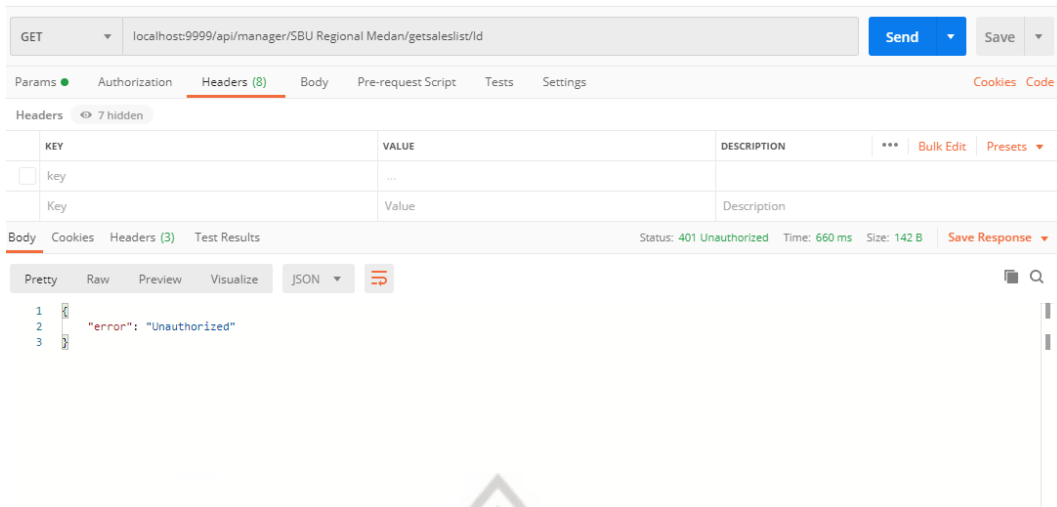 GET localhost:9999/api/manager/SBU Regional Medan/getsaleslist/Id Send Save
Params Authorization Headers (8) Body Pre-request Script Tests Settings Cookies Code
Headers 7 hidden
KEY VALUE DESCRIPTION ••• Bulk Edit Presets
key ...
Key Value Description
Body Cookies Headers (3) Test Results Status: 401 Unauthorized Time: 660 ms Size: 142 B Save Response
Pretty Raw Preview Visualize JSON
1 {
2 "error": "Unauthorized"
3 }